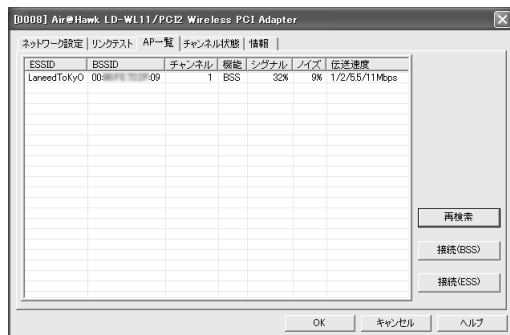 [0008] Air@Hawk LD-WL11/PCI2 Wireless PCI Adapter
ネットワーク設定 リンクテスト AP一覧 チャンネル状態 情報
ESSID BSSID チャンネル 機能 シグナル ノイズ 伝送速度
LaneedToKyO 00: :09 1 BSS 32% 9% 1/2/5.5/11Mbps
再検索
接続(BSS)
接続(ESS)
OK キャンセル ヘルプ